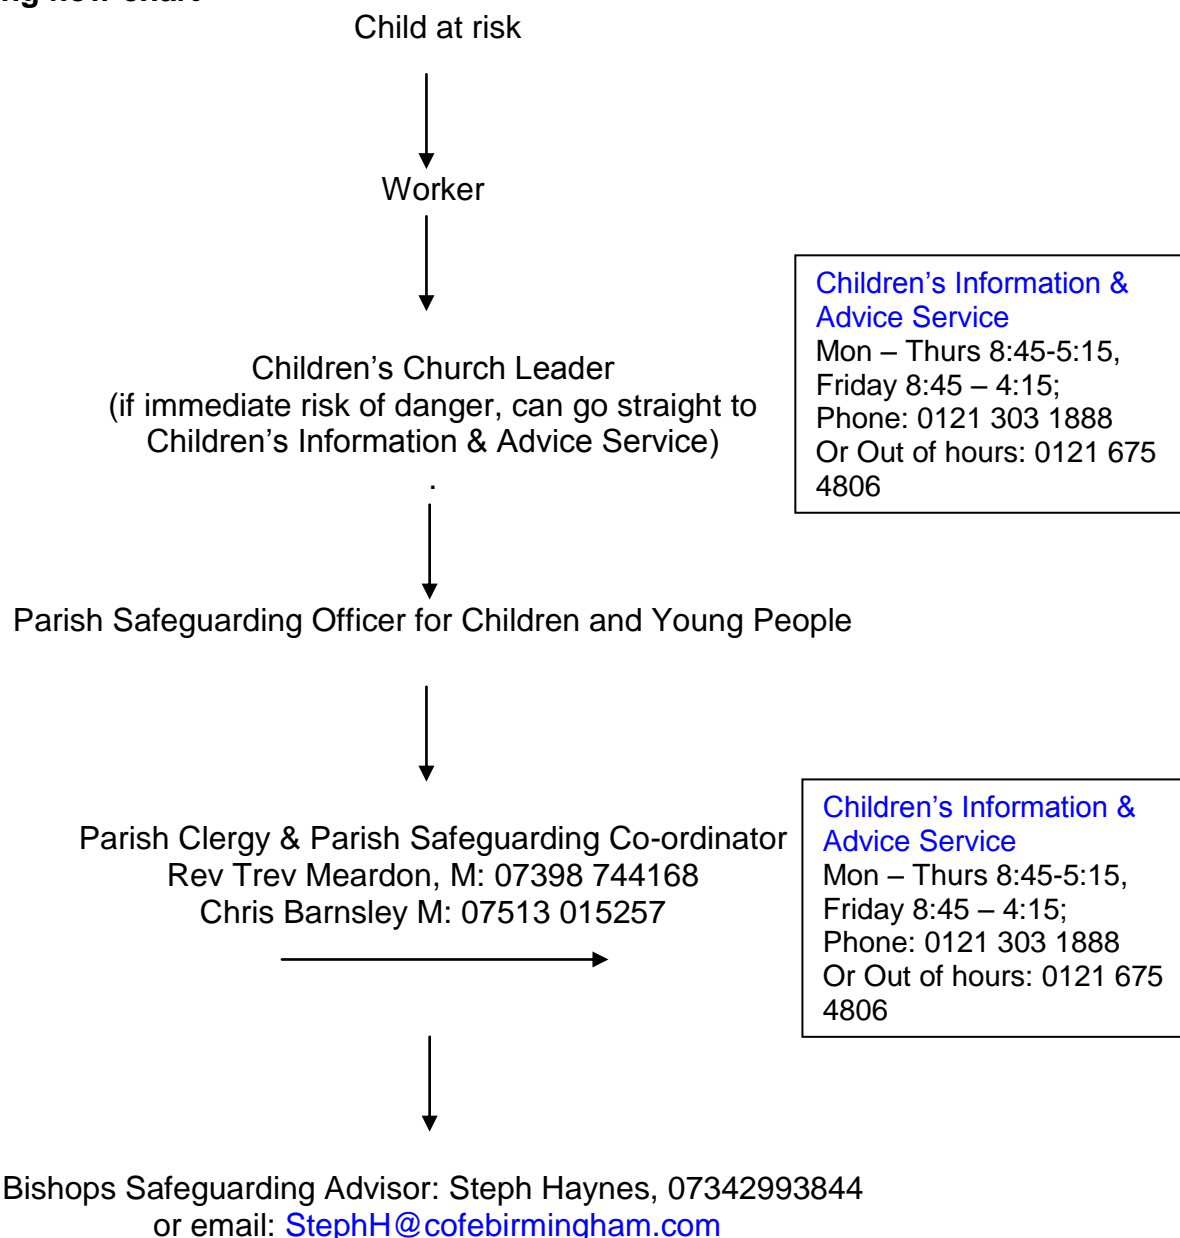 Child at risk
Worker
Children's Church Leader
(if immediate risk of danger, can go straight to
Children's Information & Advice Service)
.
Children's Information &
Advice Service
Mon – Thurs 8:45-5:15,
Friday 8:45 – 4:15;
Phone: 0121 303 1888
Or Out of hours: 0121 675
4806
Parish Safeguarding Officer for Children and Young People
Parish Clergy & Parish Safeguarding Co-ordinator
Rev Trev Meardon, M: 07398 744168
Chris Barnsley M: 07513 015257
Children's Information &
Advice Service
Mon – Thurs 8:45-5:15,
Friday 8:45 – 4:15;
Phone: 0121 303 1888
Or Out of hours: 0121 675
4806
Bishops Safeguarding Advisor: Steph Haynes, 07342993844
or email: StephH@cofebirmingham.com